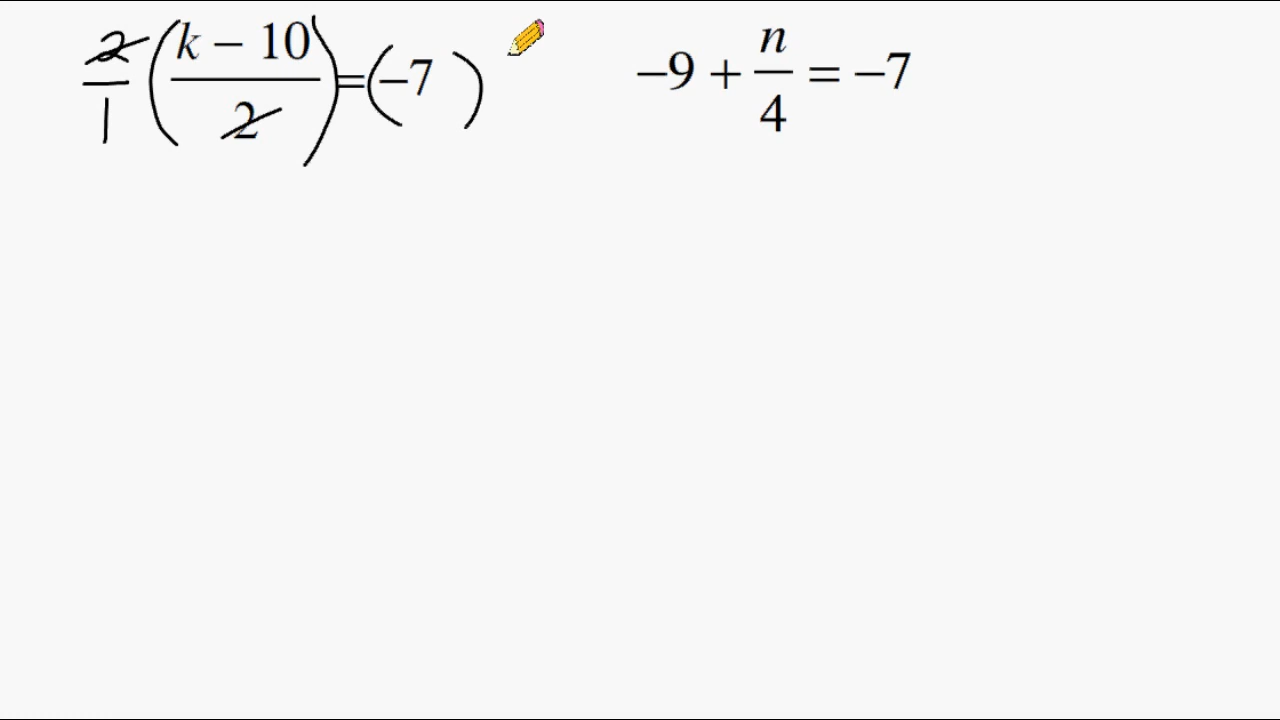 2/1 (k − 10 / 2) = (−7 )
−9 + n/4 = −7